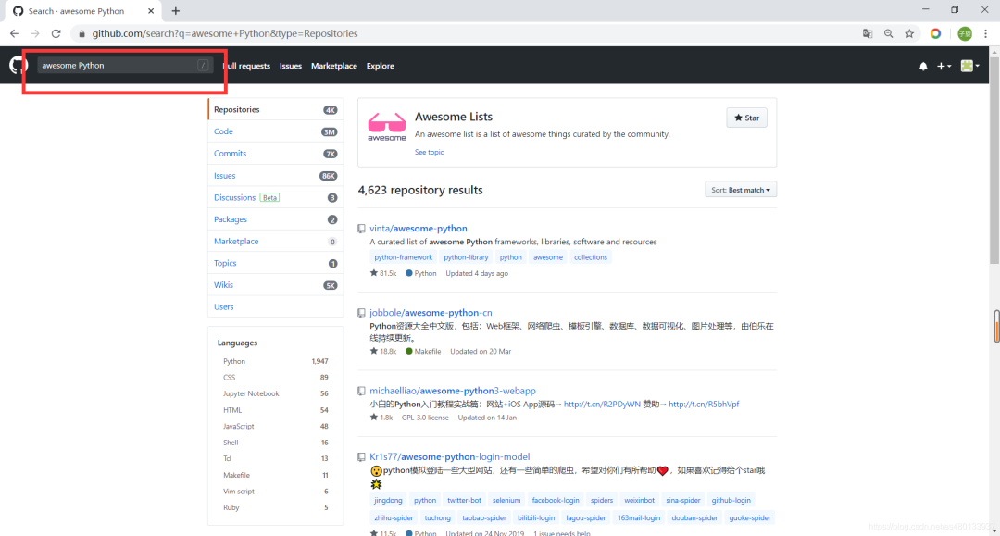 Search · awesome Python
github.com/search?q=awesome+Python&type=Repositories
子贤
awesome Python /
Pull requests Issues Marketplace Explore
Repositories 4K
Code 3M
Commits 7K
Issues 86K
Discussions Beta 3
Packages 2
Marketplace 0
Topics 1
Wikis 5K
Users
Languages
Python 1,947
CSS 89
Jupyter Notebook 56
HTML 54
JavaScript 48
Shell 16
Tcl 13
Makefile 11
Vim script 6
Ruby 5
awesome
Awesome Lists
An awesome list is a list of awesome things curated by the community.
See topic
Star
4,623 repository results
Sort: Best match
vinta/awesome-python
A curated list of awesome Python frameworks, libraries, software and resources
python-framework python-library python awesome collections
81.5k Python Updated 4 days ago
jobbole/awesome-python-cn
Python资源大全中文版，包括：Web框架、网络爬虫、模板引擎、数据库、数据可视化、图片处理等，由伯乐在
线持续更新。
18.8k Makefile Updated on 20 Mar
michaelliao/awesome-python3-webapp
小白的Python入门教程实战篇：网站+iOS App源码→ http://t.cn/R2PDyWN 赞助→ http://t.cn/R5bhVpf
1.8k GPL-3.0 license Updated on 14 Jan
Kr1s77/awesome-python-login-model
😮python模拟登陆一些大型网站，还有一些简单的爬虫，希望对你们有所帮助❤️，如果喜欢记得给个star哦
🌟
jingdong python twitter-bot selenium facebook-login spiders weixinbot sina-spider github-login
zhihu-spider tuchong taobao-spider bilibili-login lagou-spider 163mail-login douban-spider guoke-spider
11.5k Python Updated on 24 Nov 2019 1 issue needs help